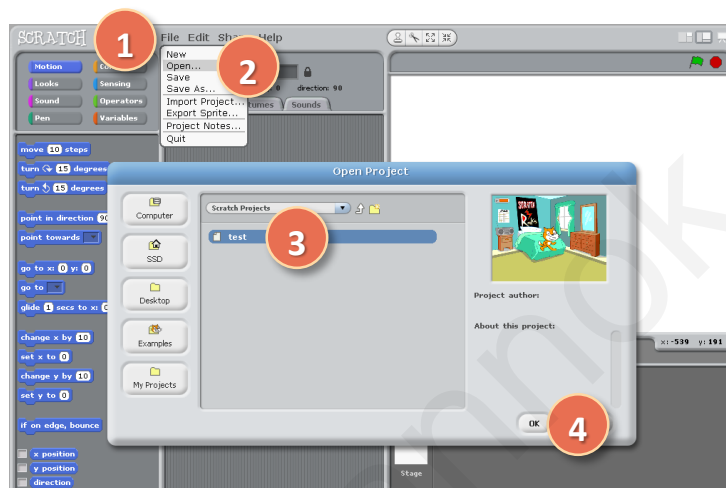 SCRATCH
File Edit Sha Help
1
New
Open...
Save
Save As...
Import Project...
Export Sprite...
Project Notes...
Quit
2
direction: 90
Motion
Looks Sensing
Sound Operators
Pen Variables
tumes Sounds
move 10 steps
turn 15 degrees
turn 15 degrees
point in direction 90
point towards
go to x: 0 y: 0
go to
glide 1 secs to x:
change x by 10
set x to 0
change y by 10
set y to 0
if on edge, bounce
x position
y position
direction
Open Project
Computer
SSD
Desktop
Examples
My Projects
Scratch Projects
test
3
Project author:
About this project:
OK
4
x: -539 y: 191
Stage